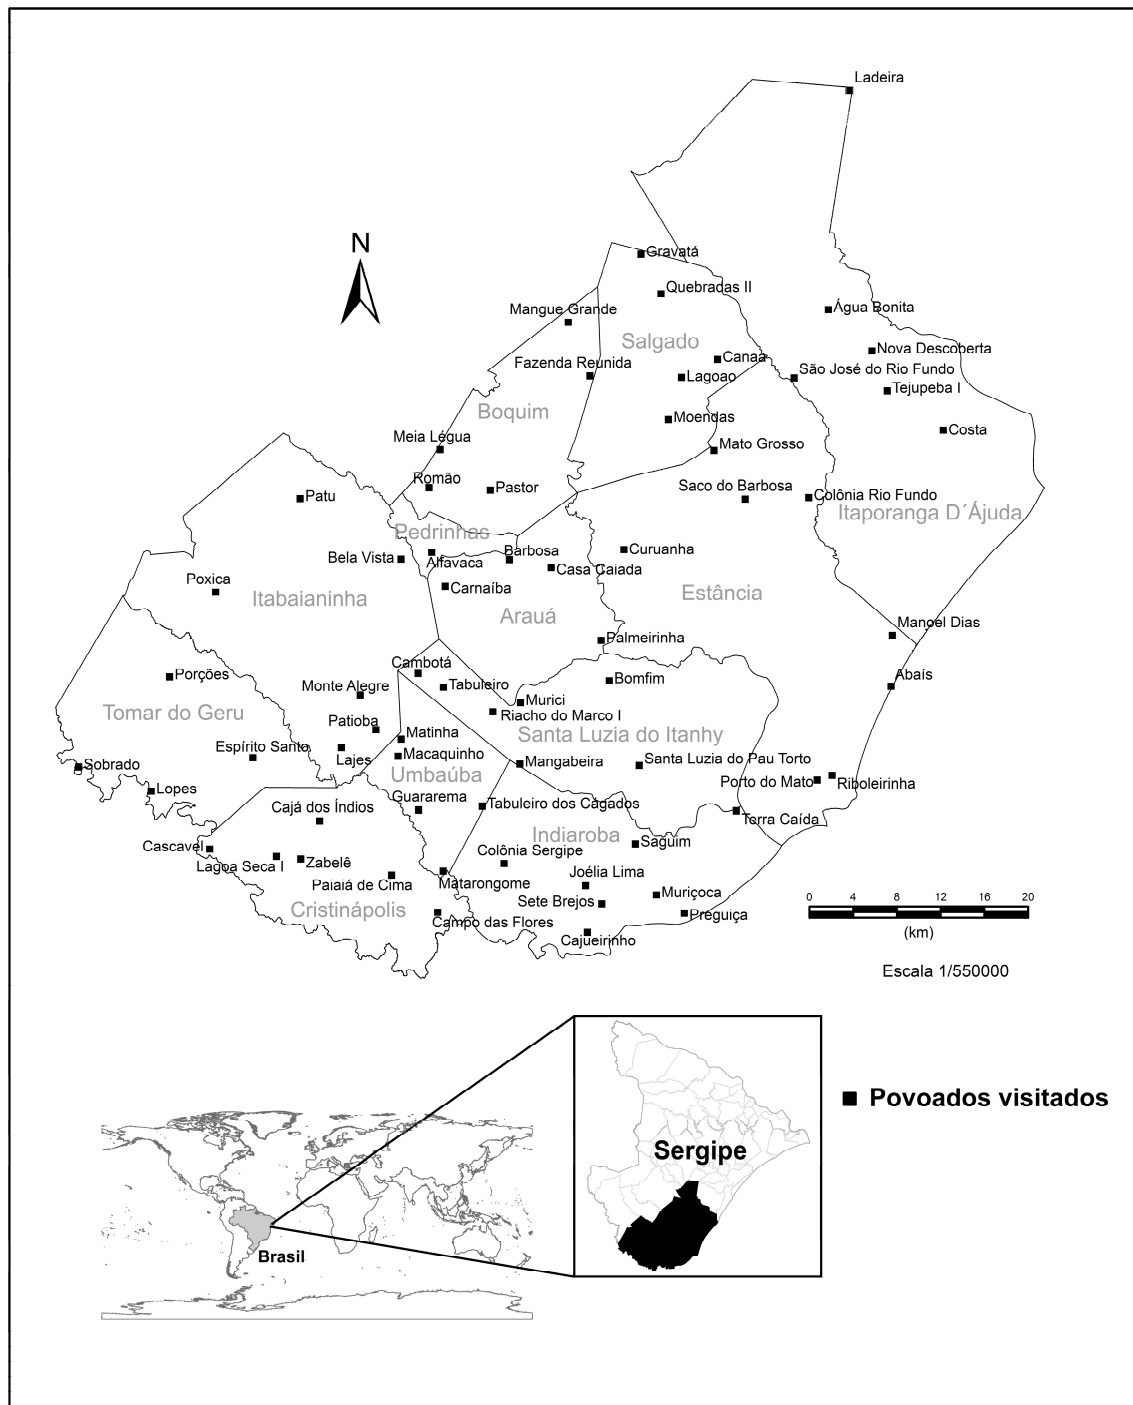 Ladeira
N
Gravatá
Quebradas II
Mangue Grande
Água Bonita
Salgado
Nova Descoberta
Canaã
Fazenda Reunida
São José do Rio Fundo
Lagoao
Tejupeba I
Boquim
Moendas
Costa
Meia Légua
Mato Grosso
Romão
Pastor
Saco do Barbosa
Patu
Colônia Rio Fundo
Itaporanga D´Ájuda
Pedrinhas
Curuanha
Barbosa
Bela Vista
Alfavaca
Casa Caiada
Poxica
Carnaíba
Itabaianinha
Estância
Arauá
Manoel Dias
Palmeirinha
Cambotá
Porções
Abaís
Bomfim
Monte Alegre
Tabuleiro
Murici
Tomar do Geru
Riacho do Marco I
Patioba
Matinha
Santa Luzia do Itanhy
Espírito Santo
Lajes
Macaquinho
Sobrado
Mangabeira
Santa Luzia do Pau Torto
Umbaúba
Porto do Mato
Riboleirinha
Lopes
Guararema
Cajá dos Índios
Tabuleiro dos Cágados
Terra Caída
Indiaroba
Saguim
Cascavel
Colônia Sergipe
Lagoa Seca I
Zabelê
Joélia Lima
Paiaiá de Cima
Matarongome
Muriçoca
Sete Brejos
Cristinápolis
Campo das Flores
Preguiça
Cajueirinho
0 4 8 12 16 20
(km)
Escala 1/550000
Povoados visitados
Sergipe
Brasil